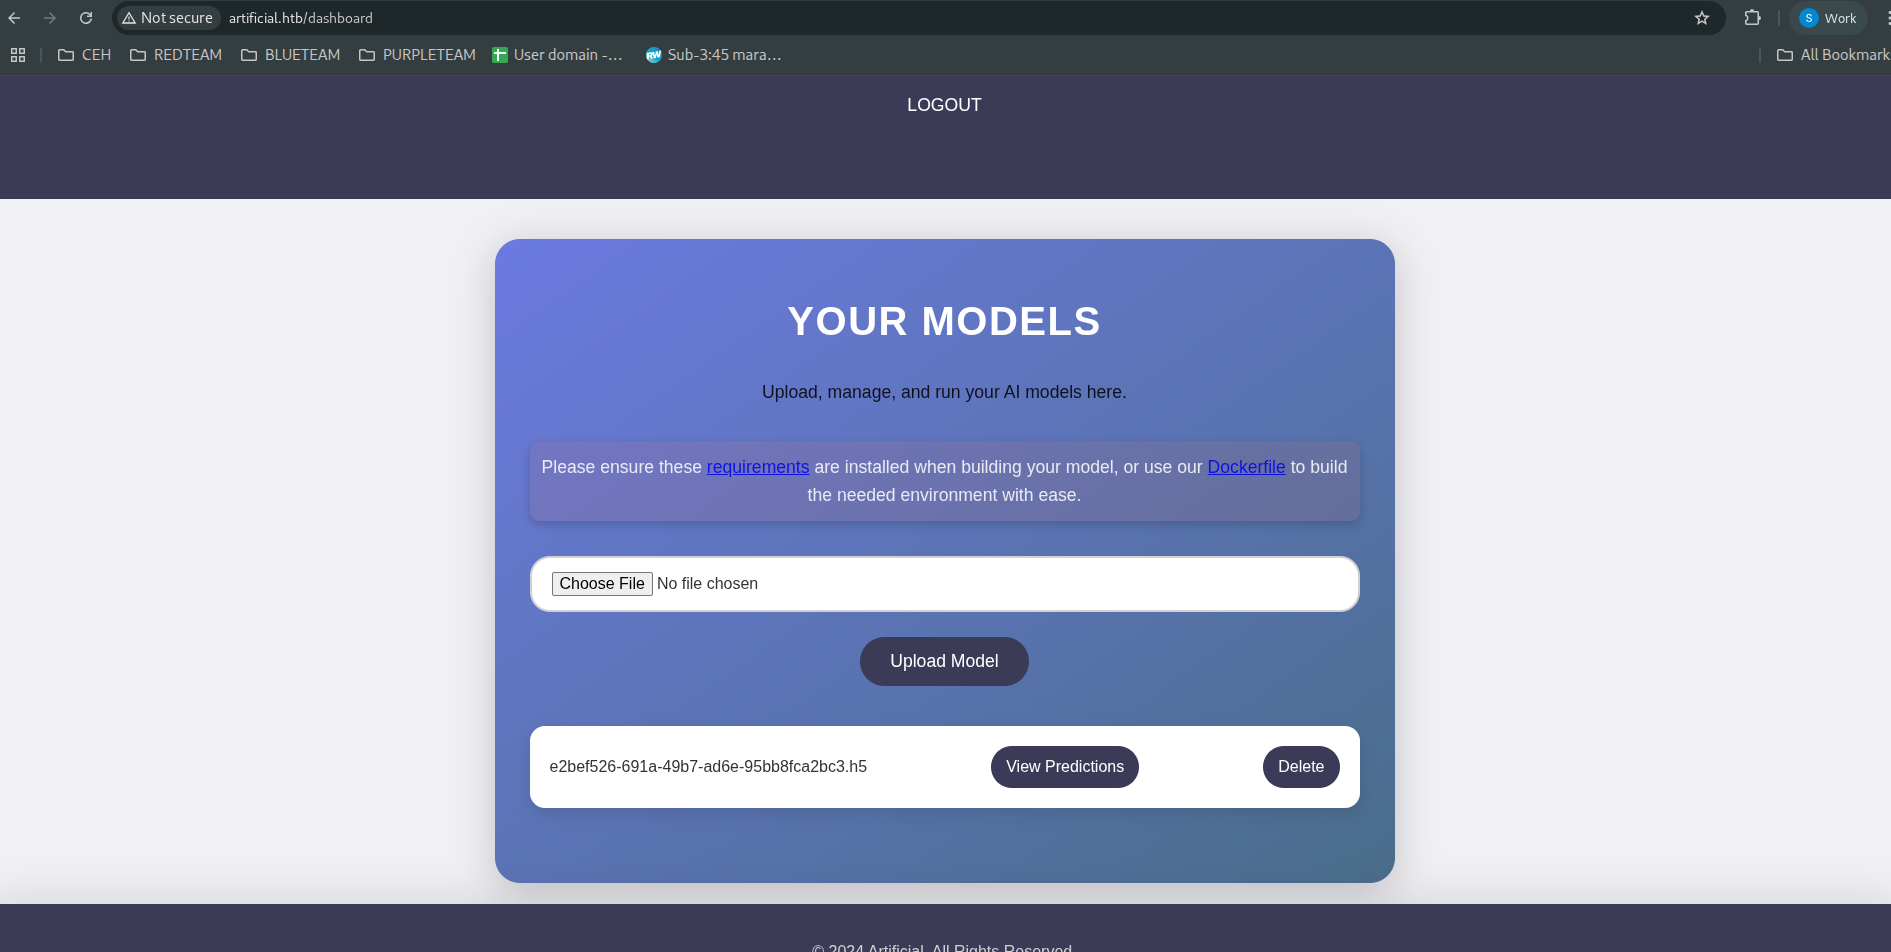 Not secure artificial.htb/dashboard S Work
CEH REDTEAM BLUETEAM PURPLETEAM User domain -... RW Sub-3:45 mara... All Bookmark
LOGOUT
YOUR MODELS
Upload, manage, and run your AI models here.
Please ensure these requirements are installed when building your model, or use our Dockerfile to build
the needed environment with ease.
Choose File No file chosen
Upload Model
e2bef526-691a-49b7-ad6e-95bb8fca2bc3.h5 View Predictions Delete
© 2024 Artificial. All Rights Reserved